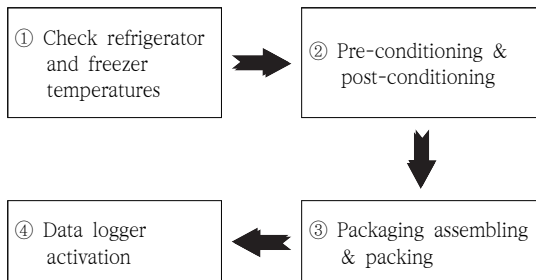 ① Check refrigerator
and freezer
temperatures
② Pre-conditioning &
post-conditioning
③ Packaging assembling
& packing
④ Data logger
activation